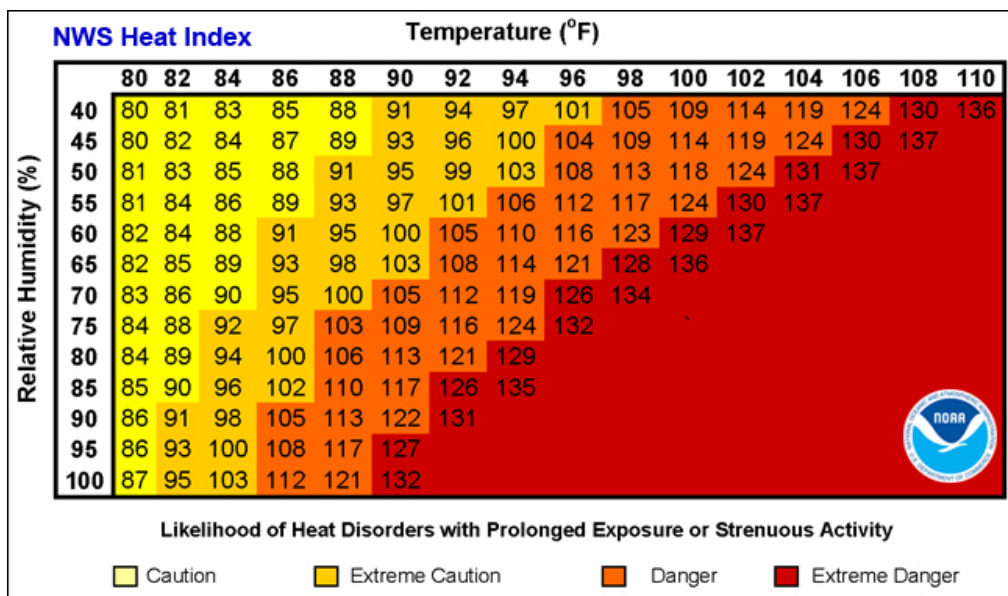 NWS Heat Index
Temperature (°F)
80 82 84 86 88 90 92 94 96 98 100 102 104 106 108 110
Relative Humidity (%)
40 80 81 83 85 88 91 94 97 101 105 109 114 119 124 130 136
45 80 82 84 87 89 93 96 100 104 109 114 119 124 130 137
50 81 83 85 88 91 95 99 103 108 113 118 124 131 137
55 81 84 86 89 93 97 101 106 112 117 124 130 137
60 82 84 88 91 95 100 105 110 116 123 129 137
65 82 85 89 93 98 103 108 114 121 128 136
70 83 86 90 95 100 105 112 119 126 134
75 84 88 92 97 103 109 116 124 132
80 84 89 94 100 106 113 121 129
85 85 90 96 102 110 117 126 135
90 86 91 98 105 113 122 131
95 86 93 100 108 117 127
100 87 95 103 112 121 132
NOAA
Likelihood of Heat Disorders with Prolonged Exposure or Strenuous Activity
Caution Extreme Caution Danger Extreme Danger